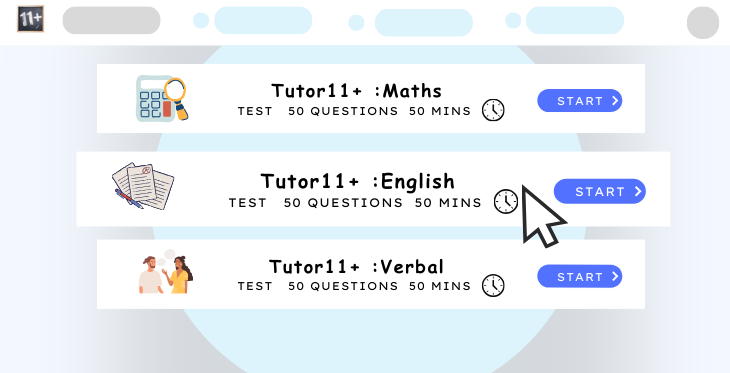 11+
Tutor11+ :Maths
TEST 50 QUESTIONS 50 MINS
START
Tutor11+ :English
TEST 50 QUESTIONS 50 MINS
START
Tutor11+ :Verbal
TEST 50 QUESTIONS 50 MINS
START